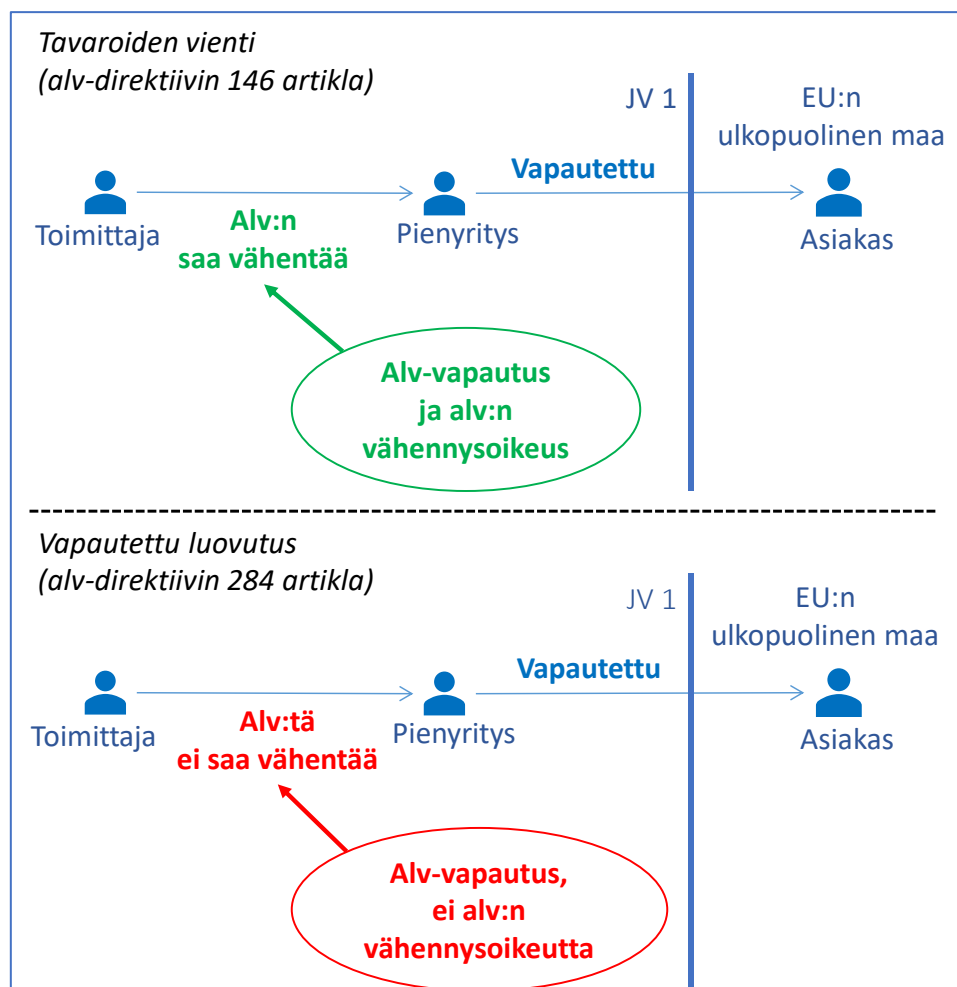 Tavaroiden vienti
(alv-direktiivin 146 artikla)
JV 1
EU:n
ulkopuolinen maa
Vapautettu
Toimittaja
Alv:n
saa vähentää
Pienyritys
Asiakas
Alv-vapautus
ja alv:n
vähennysoikeus
Vapautettu luovutus
(alv-direktiivin 284 artikla)
JV 1
EU:n
ulkopuolinen maa
Vapautettu
Toimittaja
Alv:tä
ei saa vähentää
Pienyritys
Asiakas
Alv-vapautus,
ei alv:n
vähennysoikeutta